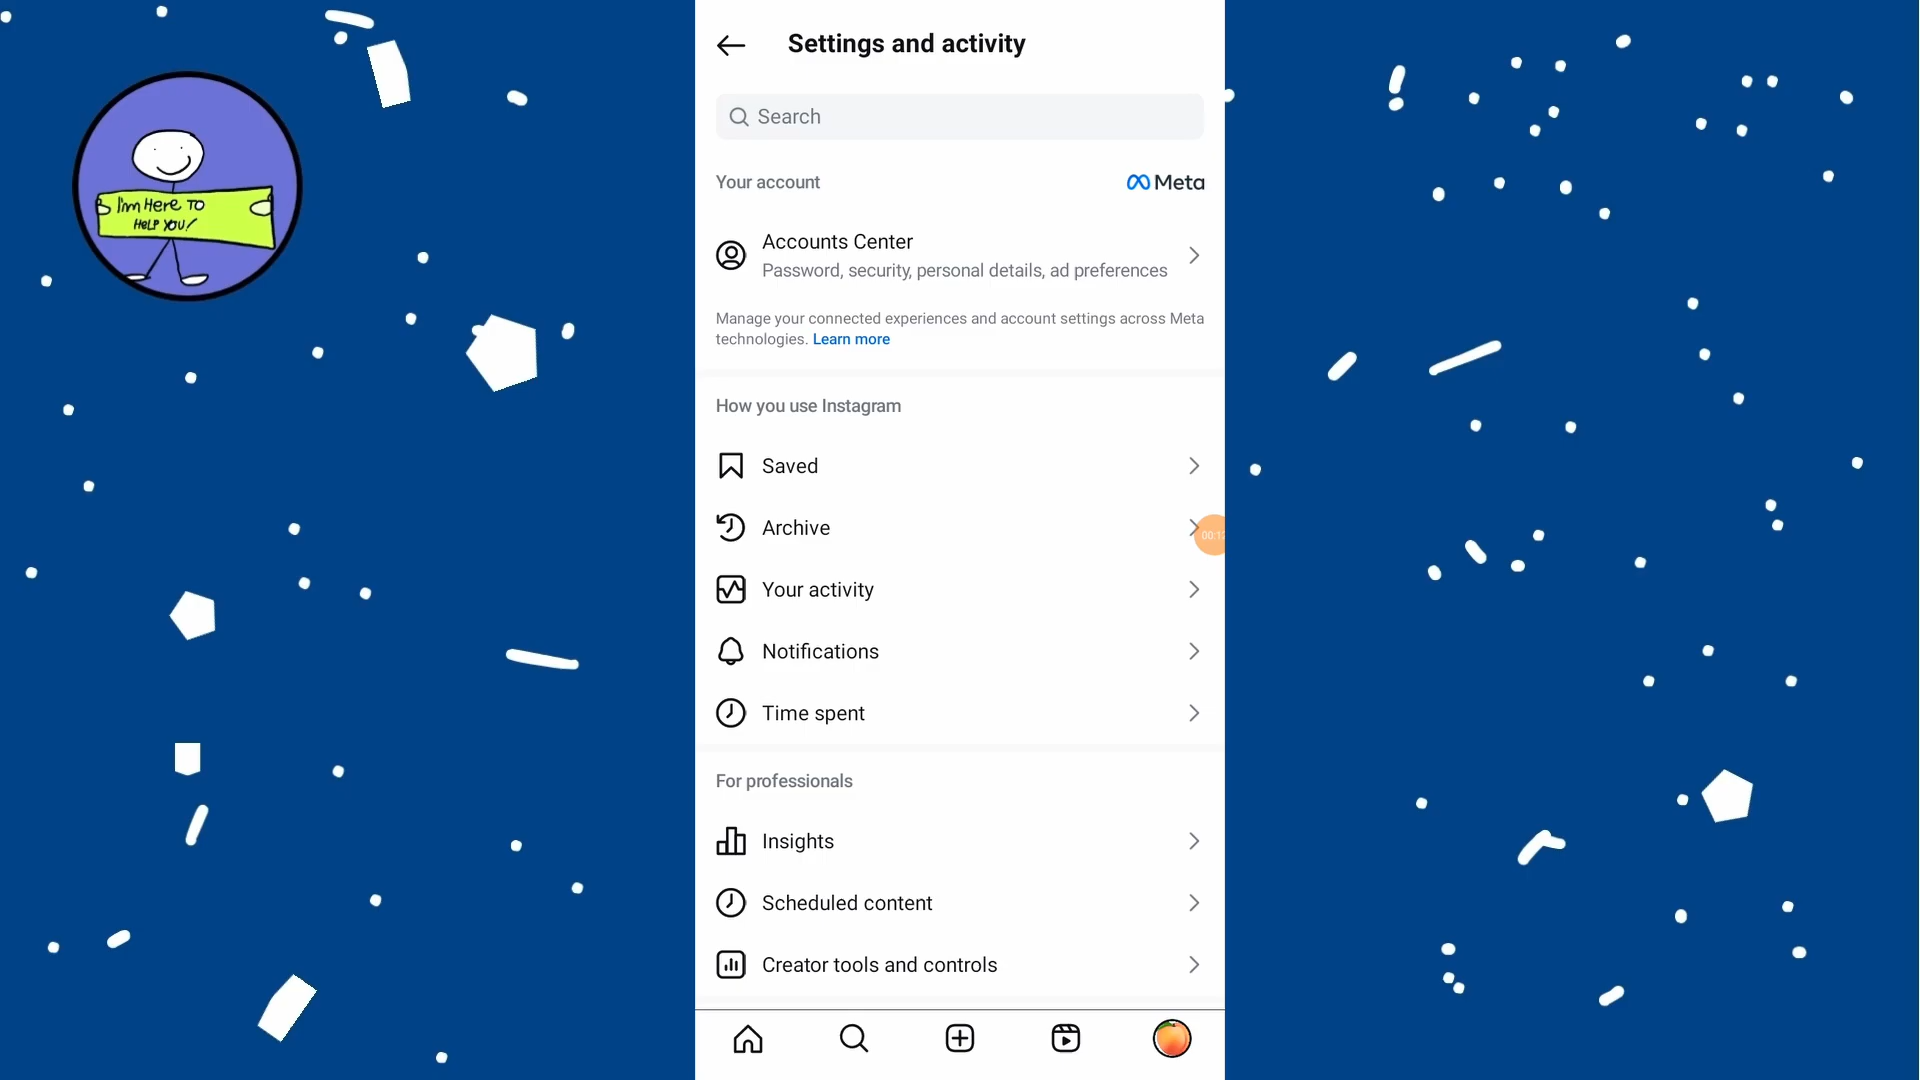 Settings and activity
I'm HERE TO
HELP YOU!
Search
Your account
Meta
Accounts Center
Password, security, personal details, ad preferences
Manage your connected experiences and account settings across Meta
technologies. Learn more
How you use Instagram
Saved
Archive
Your activity
Notifications
Time spent
For professionals
Insights
Scheduled content
Creator tools and controls